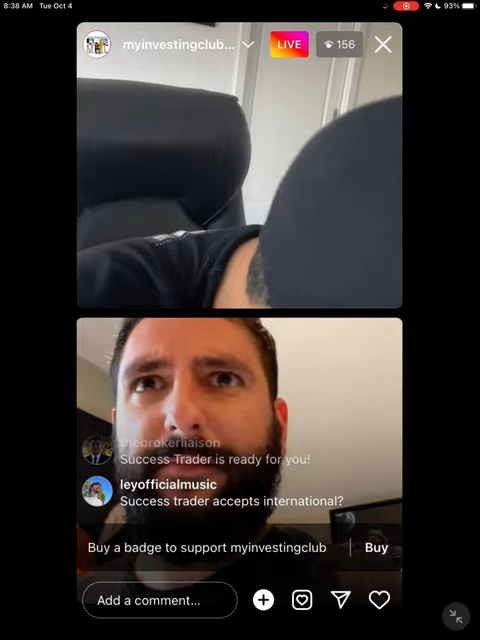 8:38 AM Tue Oct 4
93%
myinvestingclub...
LIVE
156
thebrokerliaison
Success Trader is ready for you!
leyofficialmusic
Success trader accepts international?
Buy a badge to support myinvestingclub
Buy
Add a comment...